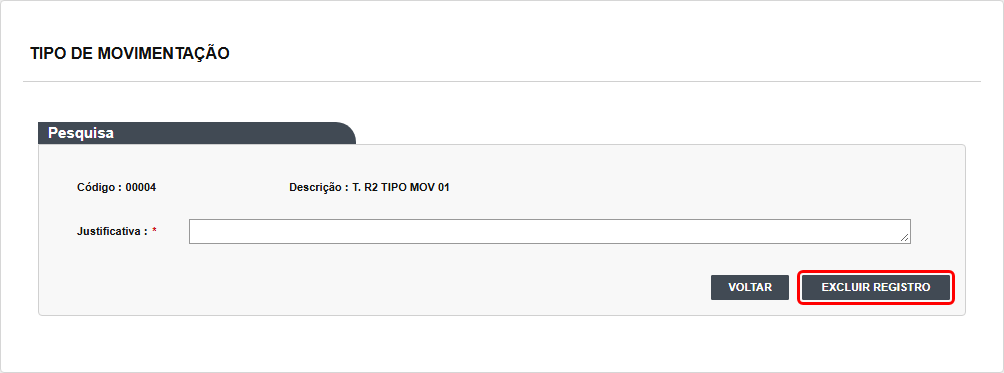 TIPO DE MOVIMENTAÇÃO
Pesquisa
Código : 00004 Descrição : T. R2 TIPO MOV 01
Justificativa : *
VOLTAR EXCLUIR REGISTRO